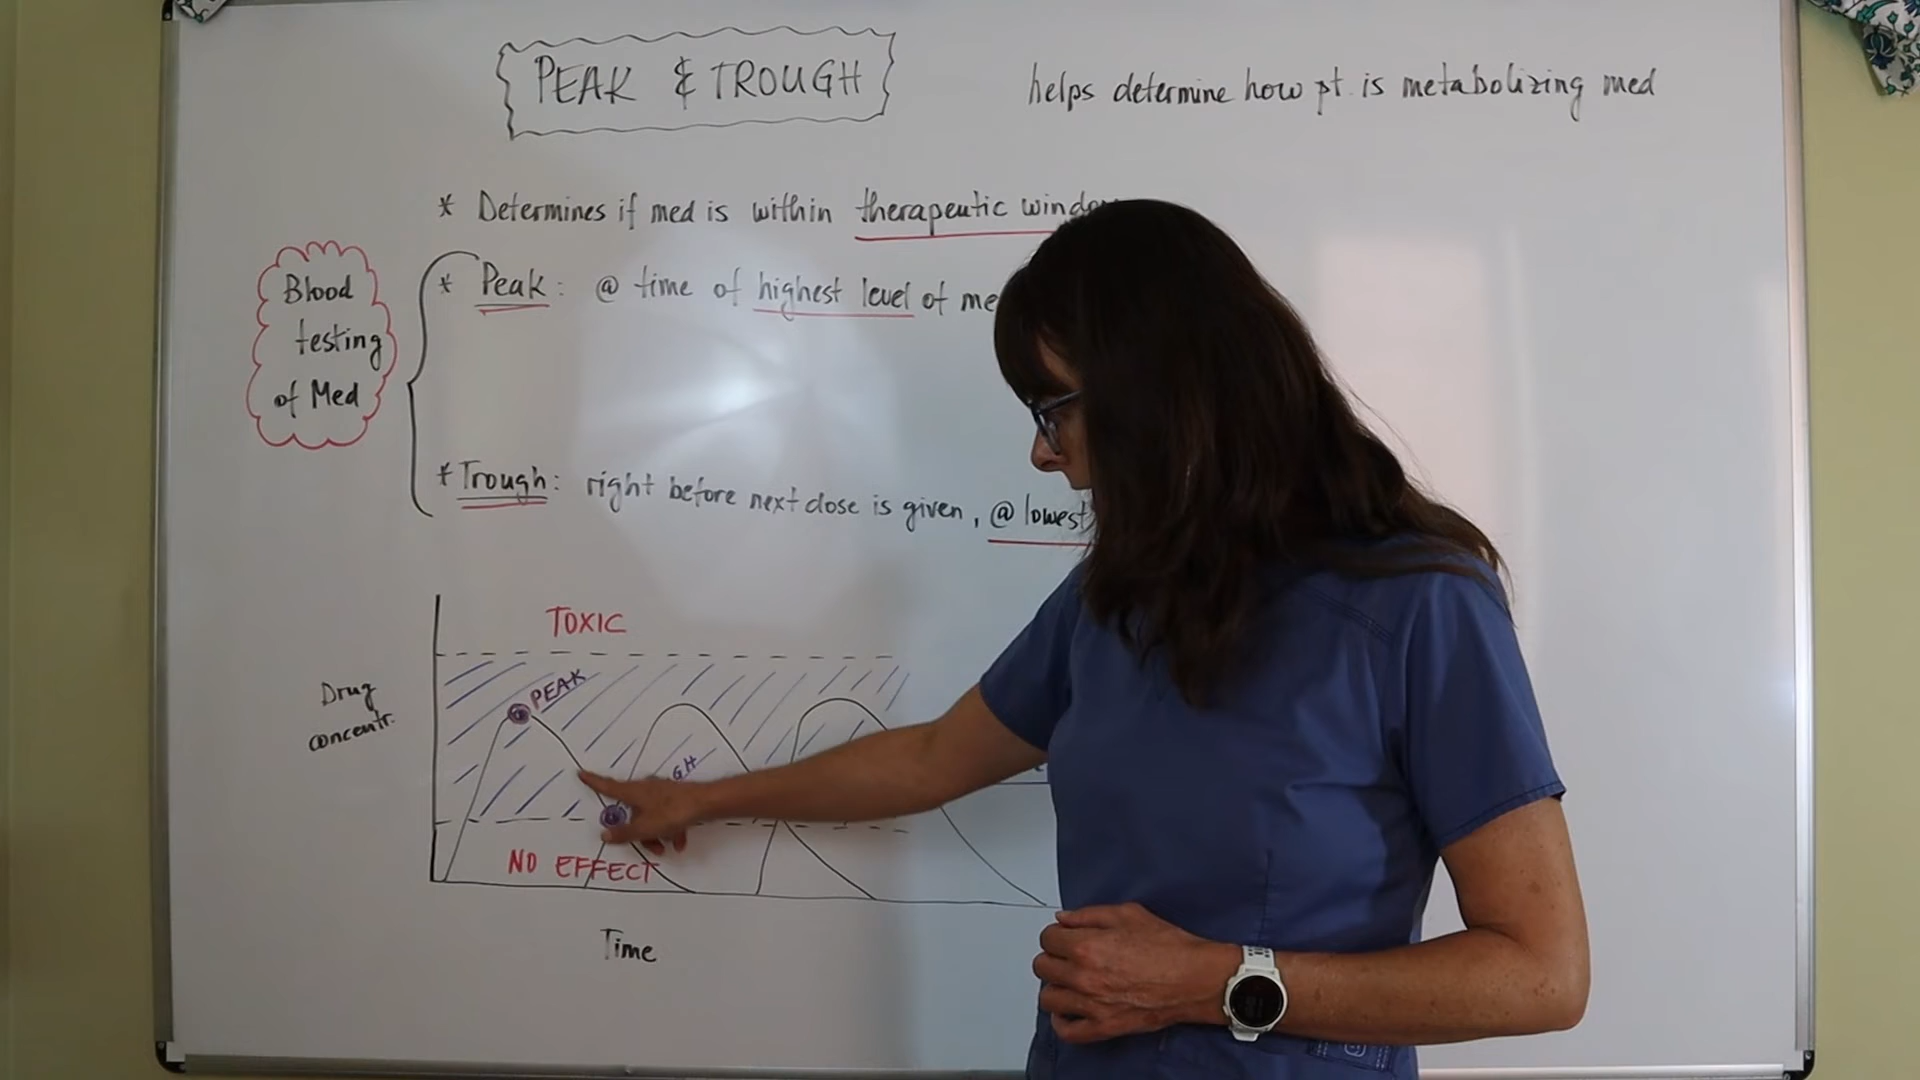 PEAK & TROUGH
helps determine how pt. is metabolizing med
* Determines if med is within therapeutic
Blood
testing
of Med
* Peak: @ time of highest level of
* Trough: right before next dose is given, @ lowest
TOXIC
PEAK
Drug
concentr.
GH
NO EFFECT
Time